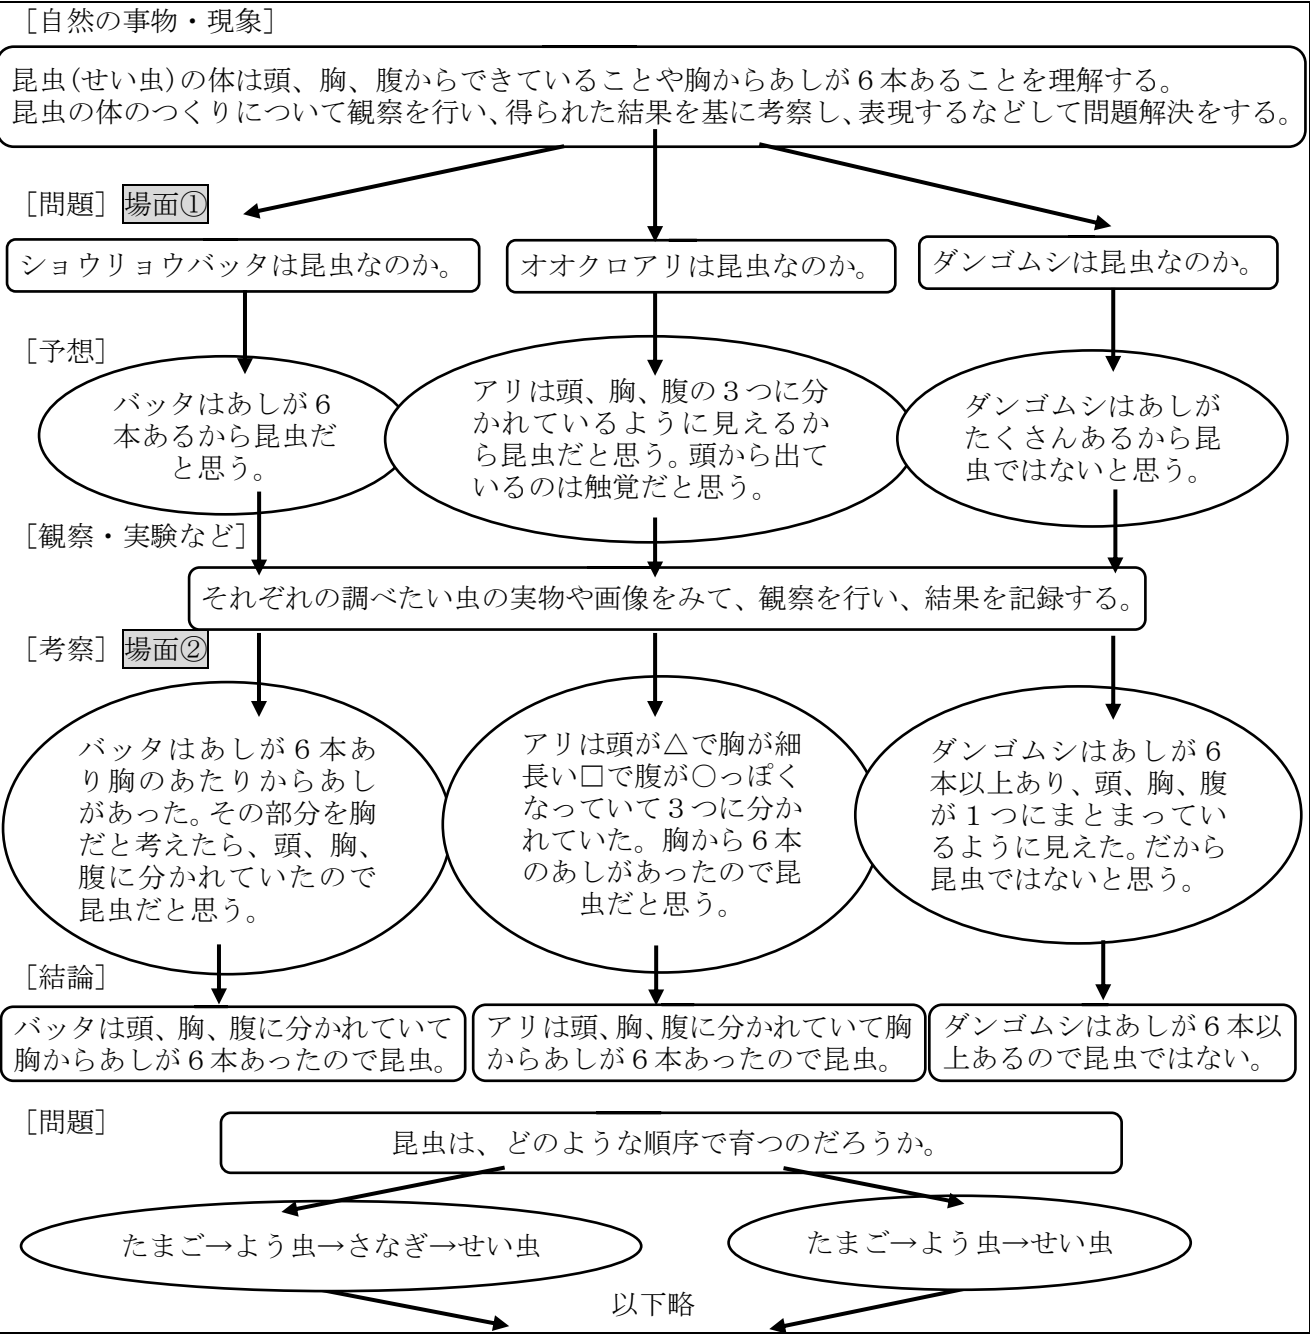 ［自然の事物・現象］
昆虫(せい虫)の体は頭、胸、腹からできていることや胸からあしが６本あることを理解する。
昆虫の体のつくりについて観察を行い、得られた結果を基に考察し、表現するなどして問題解決をする。
［問題］場面①
ショウリョウバッタは昆虫なのか。
オオクロアリは昆虫なのか。
ダンゴムシは昆虫なのか。
［予想］
バッタはあしが６
本あるから昆虫だ
と思う。
アリは頭、胸、腹の３つに分
かれているように見えるか
ら昆虫だと思う。頭から出て
いるのは触覚だと思う。
ダンゴムシはあしが
たくさんあるから昆
虫ではないと思う。
［観察・実験など］
それぞれの調べたい虫の実物や画像をみて、観察を行い、結果を記録する。
［考察］場面②
バッタはあしが６本あ
り胸のあたりからあし
があった。その部分を胸
だと考えたら、頭、胸、
腹に分かれていたので
昆虫だと思う。
アリは頭が△で胸が細
長い□で腹が〇っぽく
なっていて３つに分か
れていた。胸から６本
のあしがあったので昆
虫だと思う。
ダンゴムシはあしが６
本以上あり、頭、胸、腹
が１つにまとまってい
るように見えた。だから
昆虫ではないと思う。
［結論］
バッタは頭、胸、腹に分かれていて
胸からあしが６本あったので昆虫。
アリは頭、胸、腹に分かれていて胸
からあしが６本あったので昆虫。
ダンゴムシはあしが６本以
上あるので昆虫ではない。
［問題］
昆虫は、どのような順序で育つのだろうか。
たまご→よう虫→さなぎ→せい虫
たまご→よう虫→せい虫
以下略